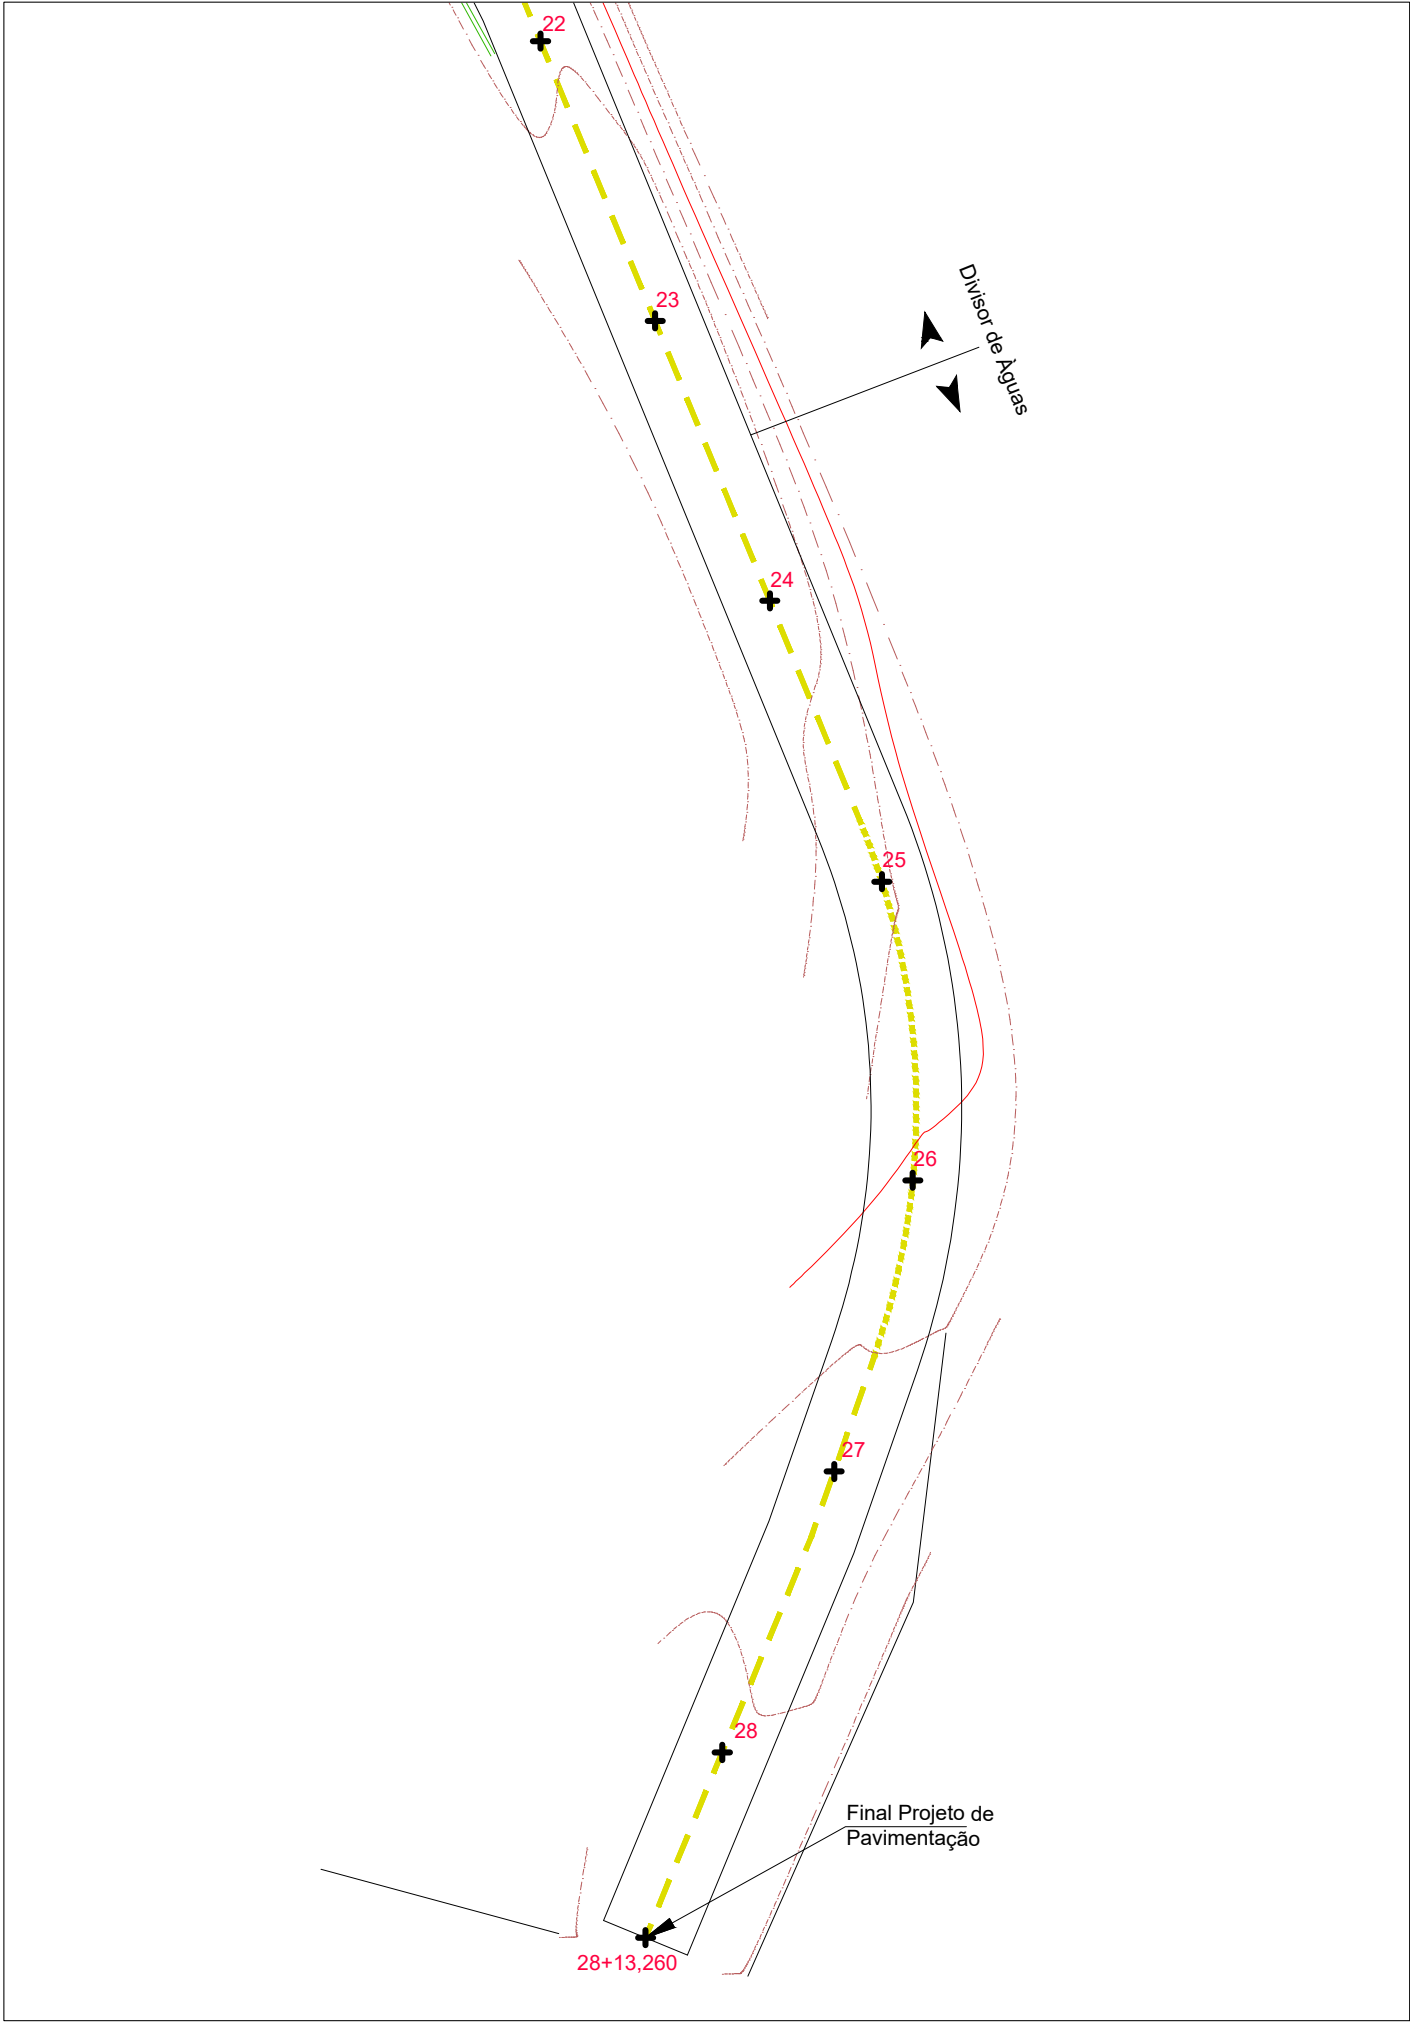 22
23
Divisor de Àguas
24
25
26
27
28
Final Projeto de
Pavimentação
28+13,260